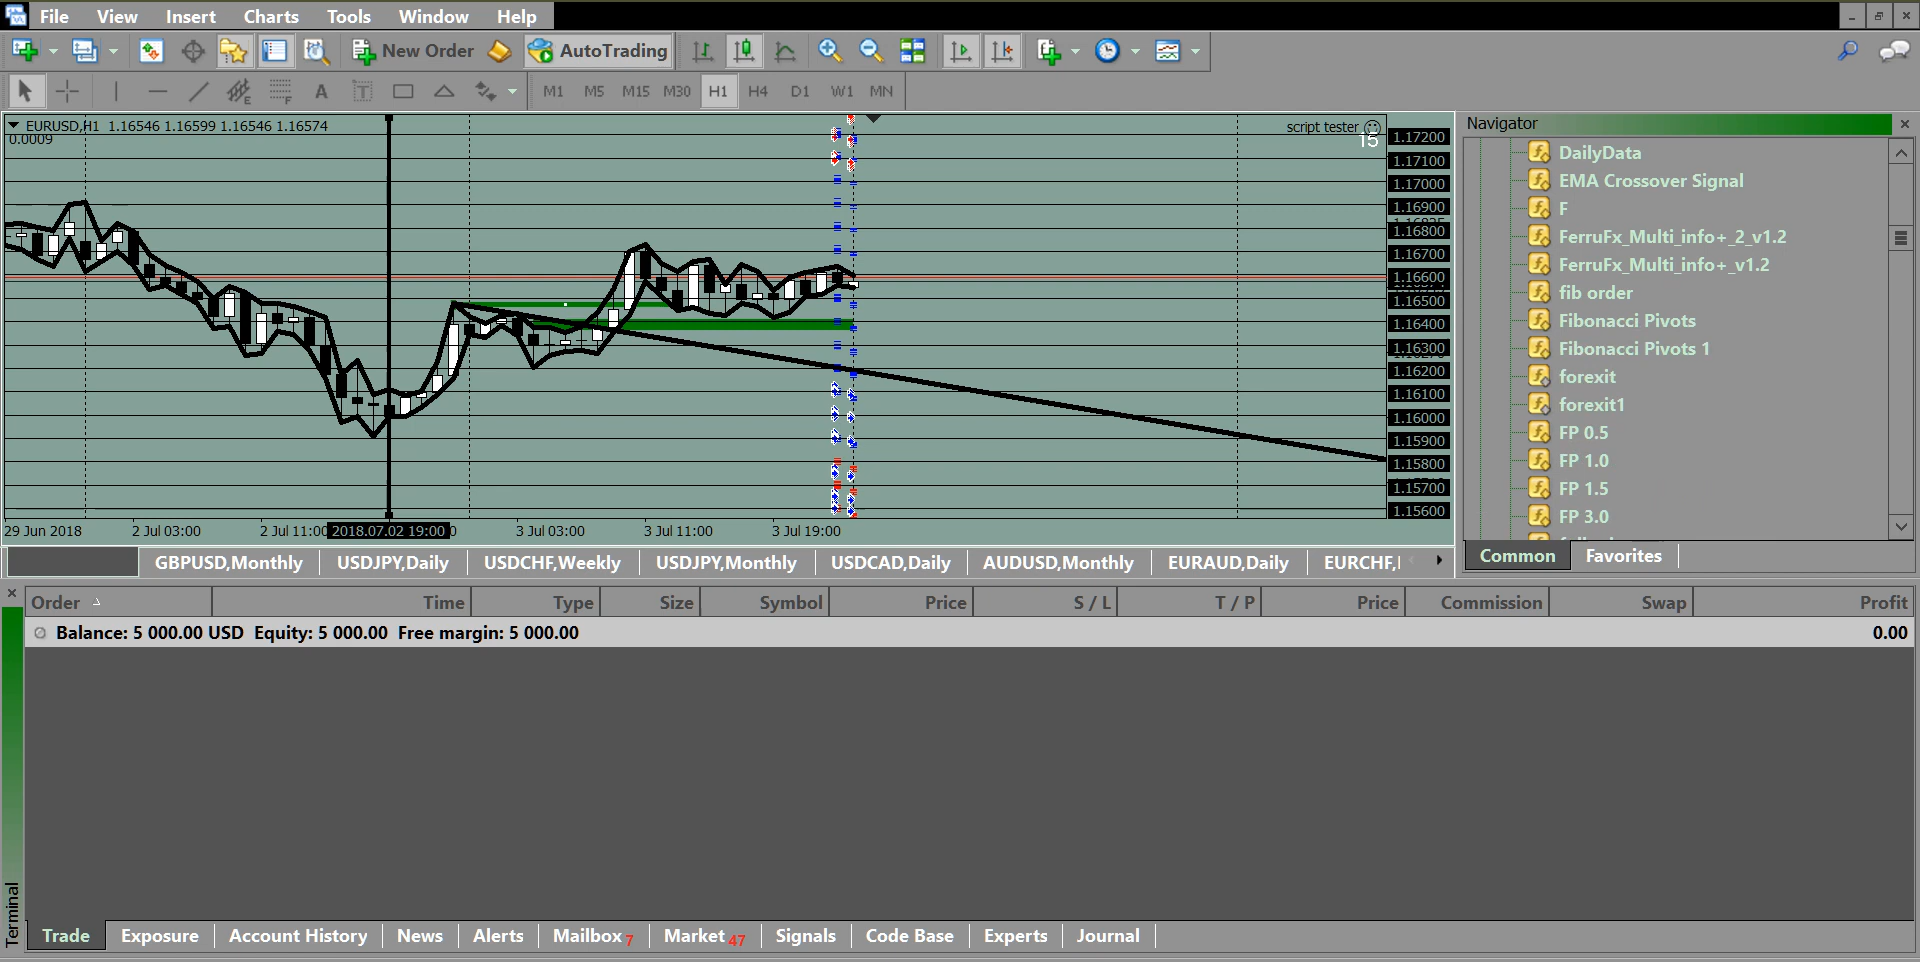 File View Insert Charts Tools Window Help
New Order AutoTrading
A T M1 M5 M15 M30 H1 H4 D1 W1 MN
EURUSD,H1 1.16546 1.16599 1.16546 1.16574
0.0009
script tester
15
1.17200
1.17100
1.17000
1.16900
1.16800
1.16700
1.16600
1.16500
1.16400
1.16300
1.16200
1.16100
1.16000
1.15900
1.15800
1.15700
1.15600
29 Jun 2018 2 Jul 03:00 2 Jul 11:00 2018.07.02 19:00 3 Jul 03:00 3 Jul 11:00 3 Jul 19:00
GBPUSD,Monthly USDJPY,Daily USDCHF,Weekly USDJPY,Monthly USDCAD,Daily AUDUSD,Monthly EURAUD,Daily EURCHF,
Navigator
DailyData
EMA Crossover Signal
F
FerruFx_Multi_info+_2_v1.2
FerruFx_Multi_info+_v1.2
fib order
Fibonacci Pivots
Fibonacci Pivots 1
forexit
forexit1
FP 0.5
FP 1.0
FP 1.5
FP 3.0
Common Favorites
Order Time Type Size Symbol Price S / L T / P Price Commission Swap Profit
Balance: 5 000.00 USD Equity: 5 000.00 Free margin: 5 000.00 0.00
Terminal
Trade Exposure Account History News Alerts Mailbox 7 Market 47 Signals Code Base Experts Journal